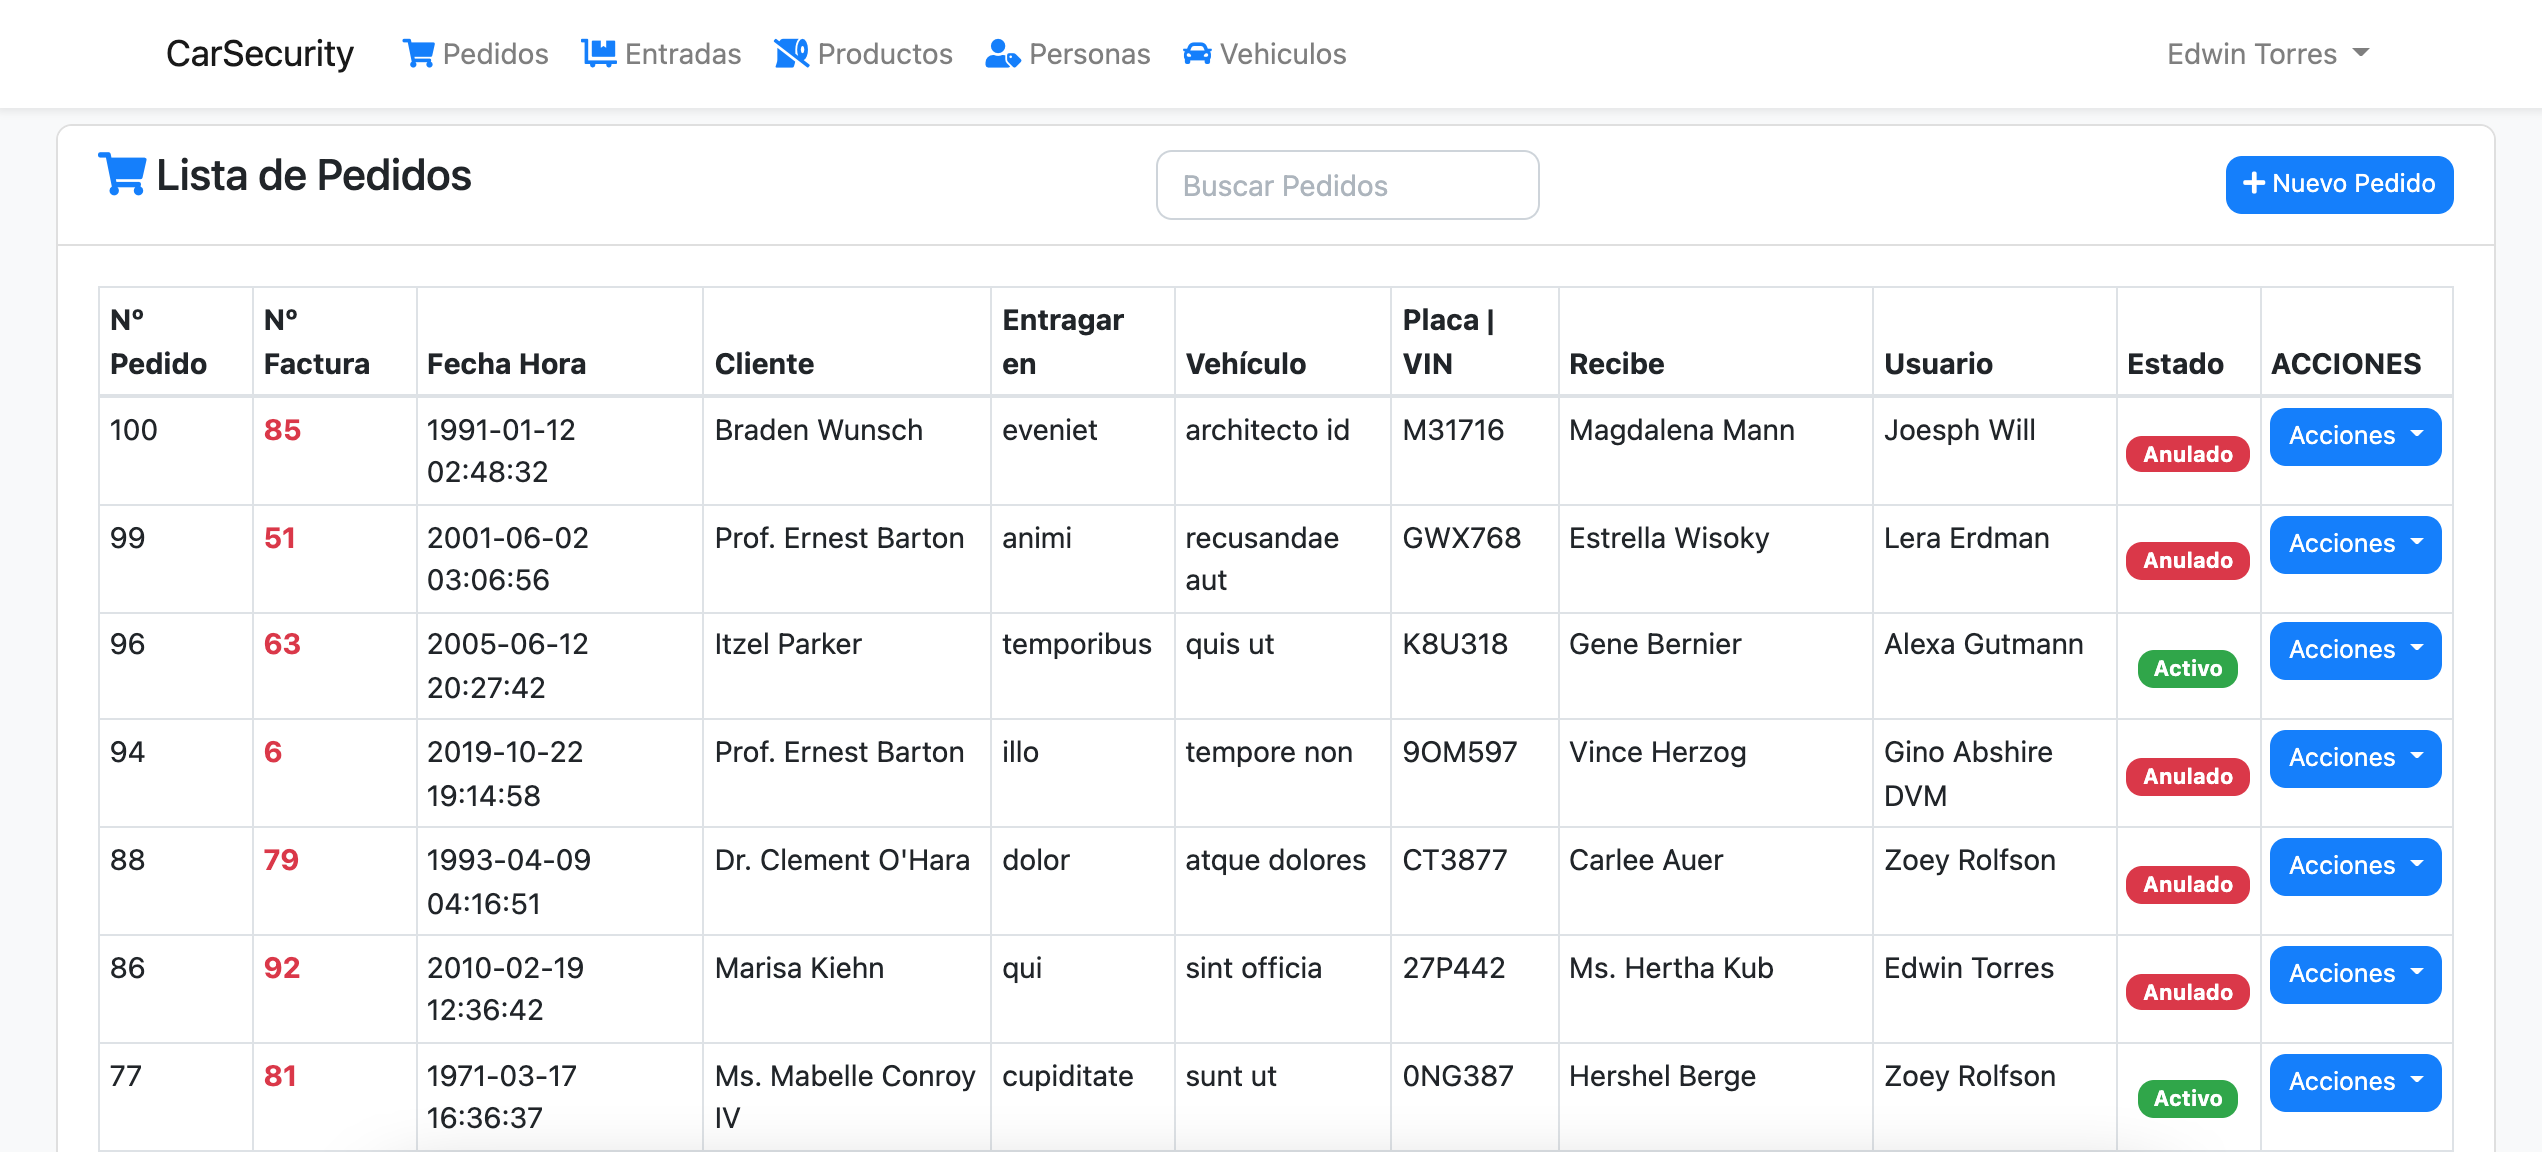 CarSecurity Pedidos Entradas Productos Personas Vehiculos Edwin Torres
Lista de Pedidos Buscar Pedidos Nuevo Pedido
Nº Pedido Nº Factura Fecha Hora Cliente Entragar en Vehículo Placa | VIN Recibe Usuario Estado ACCIONES
100 85 1991-01-12 02:48:32 Braden Wunsch eveniet architecto id M31716 Magdalena Mann Joesph Will Anulado Acciones
99 51 2001-06-02 03:06:56 Prof. Ernest Barton animi recusandae aut GWX768 Estrella Wisoky Lera Erdman Anulado Acciones
96 63 2005-06-12 20:27:42 Itzel Parker temporibus quis ut K8U318 Gene Bernier Alexa Gutmann Activo Acciones
94 6 2019-10-22 19:14:58 Prof. Ernest Barton illo tempore non 9OM597 Vince Herzog Gino Abshire DVM Anulado Acciones
88 79 1993-04-09 04:16:51 Dr. Clement O'Hara dolor atque dolores CT3877 Carlee Auer Zoey Rolfson Anulado Acciones
86 92 2010-02-19 12:36:42 Marisa Kiehn qui sint officia 27P442 Ms. Hertha Kub Edwin Torres Anulado Acciones
77 81 1971-03-17 16:36:37 Ms. Mabelle Conroy IV cupiditate sunt ut 0NG387 Hershel Berge Zoey Rolfson Activo Acciones